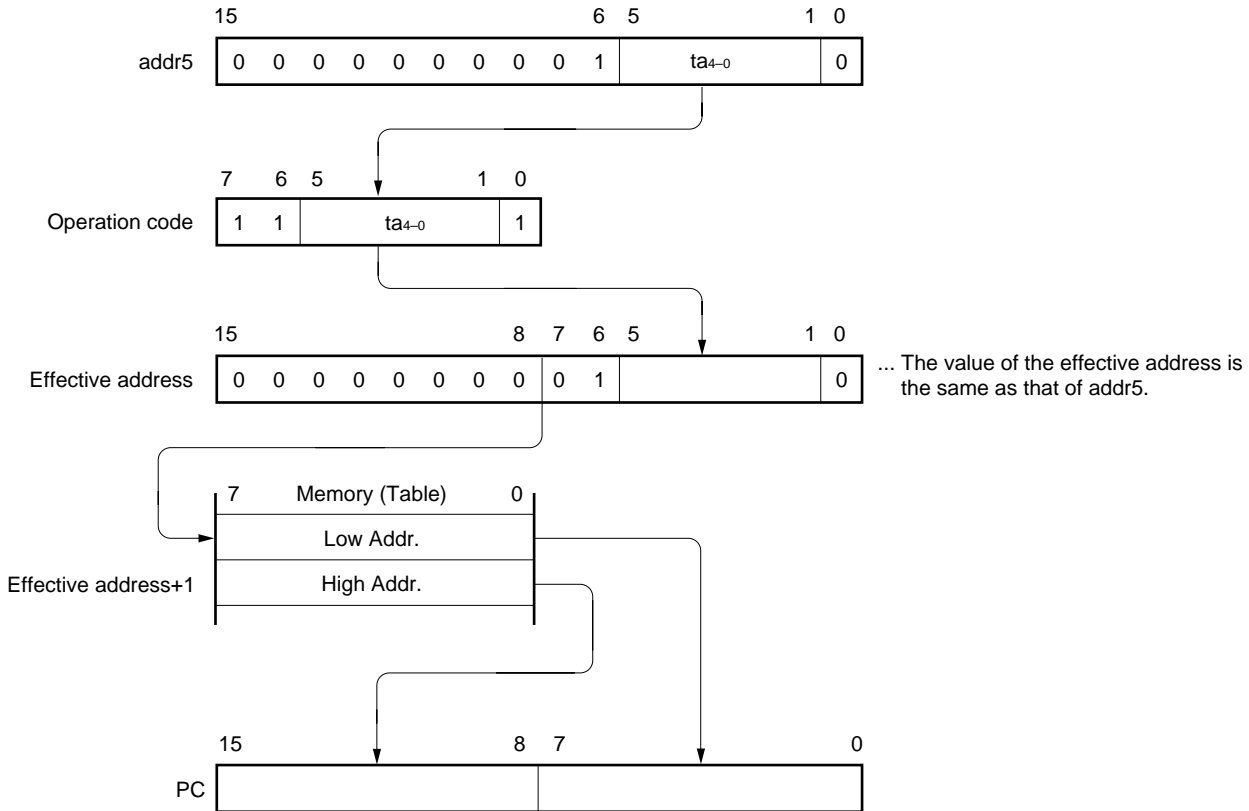 15 6 5 1 0
addr5 0 0 0 0 0 0 0 0 0 1 ta4–0 0
7 6 5 1 0
Operation code 1 1 ta4–0 1
15 8 7 6 5 1 0
Effective address 0 0 0 0 0 0 0 0 0 1 0
... The value of the effective address is
the same as that of addr5.
7 Memory (Table) 0
Low Addr.
Effective address+1 High Addr.
15 8 7 0
PC